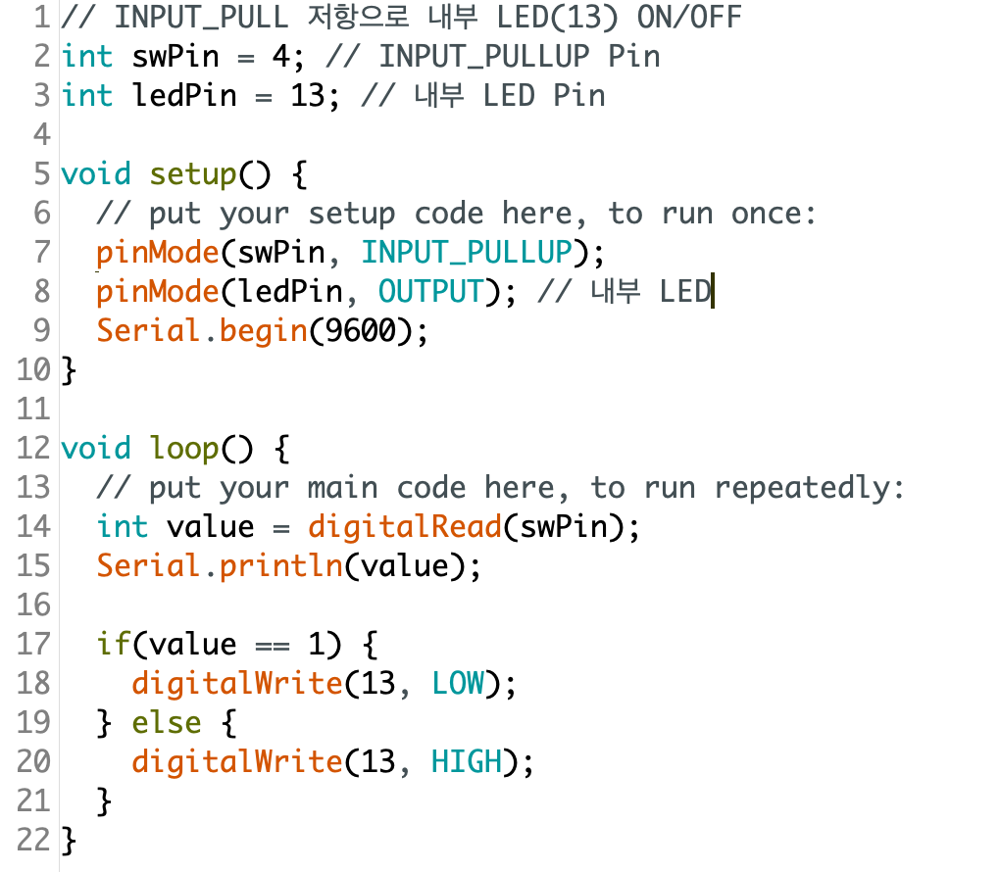 1 // INPUT_PULL 저항으로 내부 LED(13) ON/OFF
2 int swPin = 4; // INPUT_PULLUP Pin
3 int ledPin = 13; // 내부 LED Pin
4
5 void setup() {
6   // put your setup code here, to run once:
7   pinMode(swPin, INPUT_PULLUP);
8   pinMode(ledPin, OUTPUT); // 내부 LED
9   Serial.begin(9600);
10 }
11
12 void loop() {
13   // put your main code here, to run repeatedly:
14   int value = digitalRead(swPin);
15   Serial.println(value);
16
17   if(value == 1) {
18     digitalWrite(13, LOW);
19   } else {
20     digitalWrite(13, HIGH);
21   }
22 }